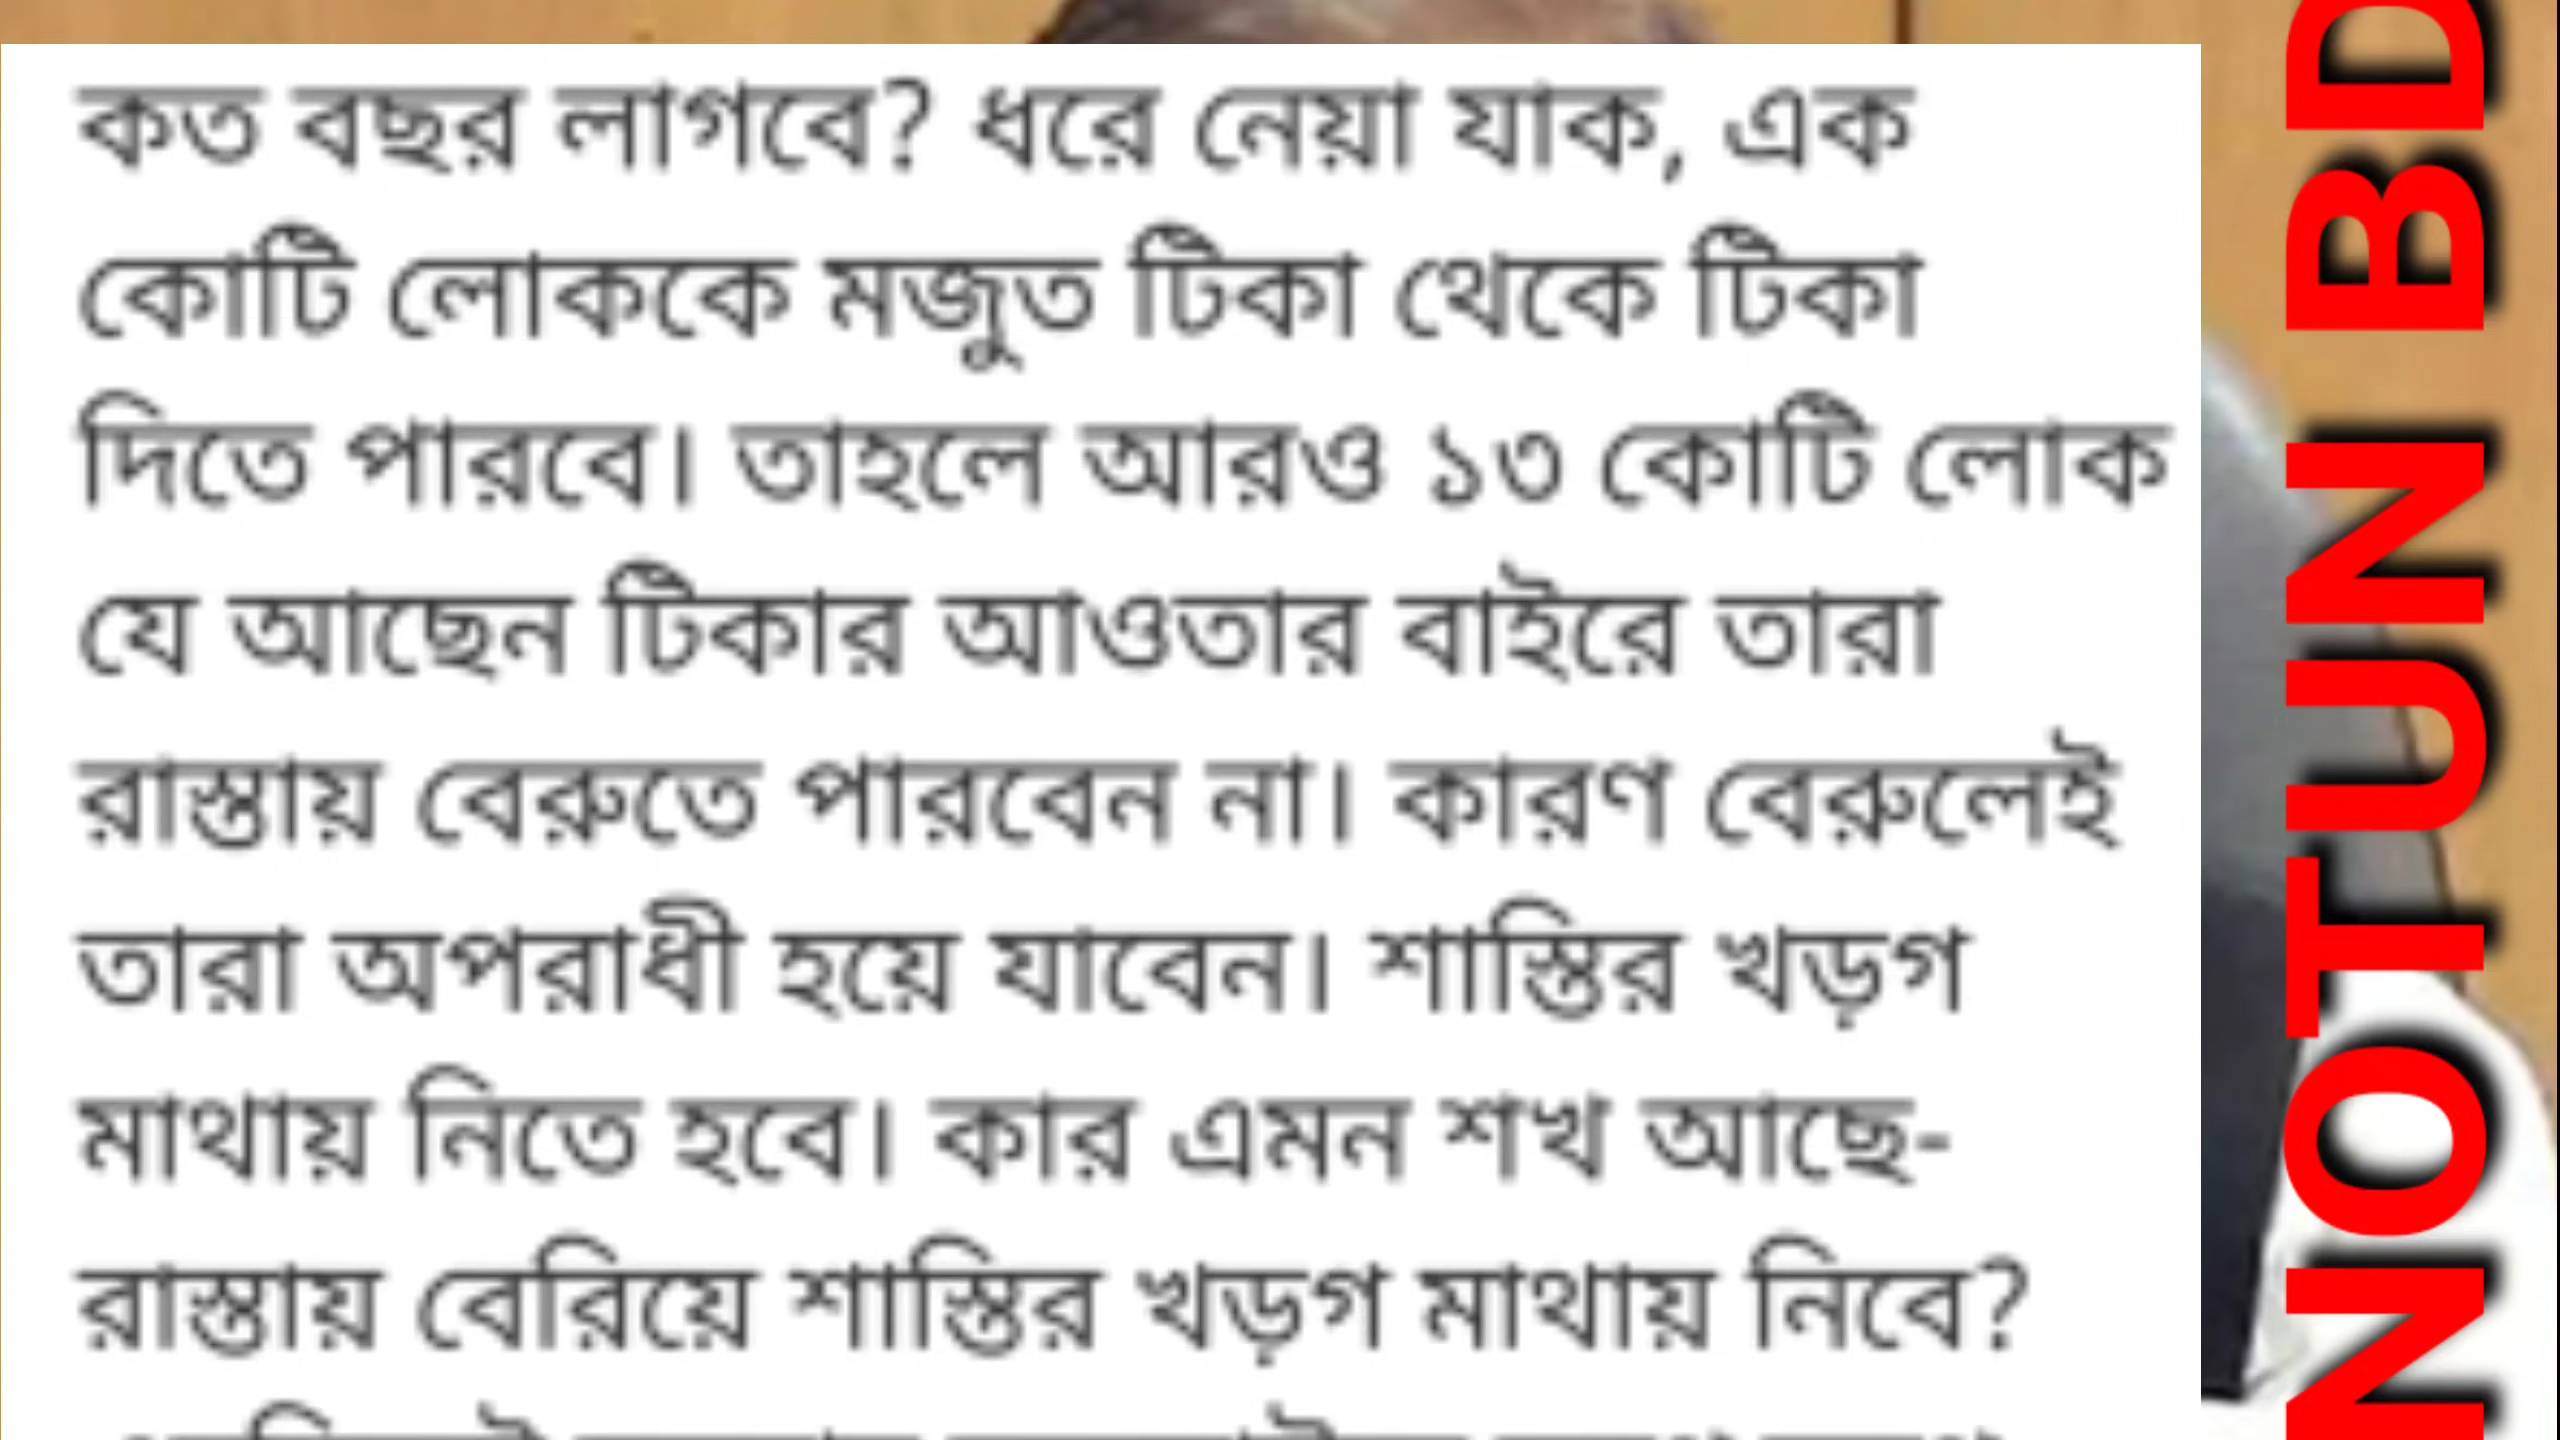 কত বছর লাগবে? ধরে নেয়া যাক, এক
কোটি লোককে মজুত টিকা থেকে টিকা
দিতে পারবে। তাহলে আরও ১৩ কোটি লোক
যে আছেন টিকার আওতার বাইরে তারা
রাস্তায় বেরুতে পারবেন না। কারণ বেরুলেই
তারা অপরাধী হয়ে যাবেন। শাস্তির খড়গ
মাথায় নিতে হবে। কার এমন শখ আছে-
রাস্তায় বেরিয়ে শাস্তির খড়গ মাথায় নিবে?
NOTUN BD